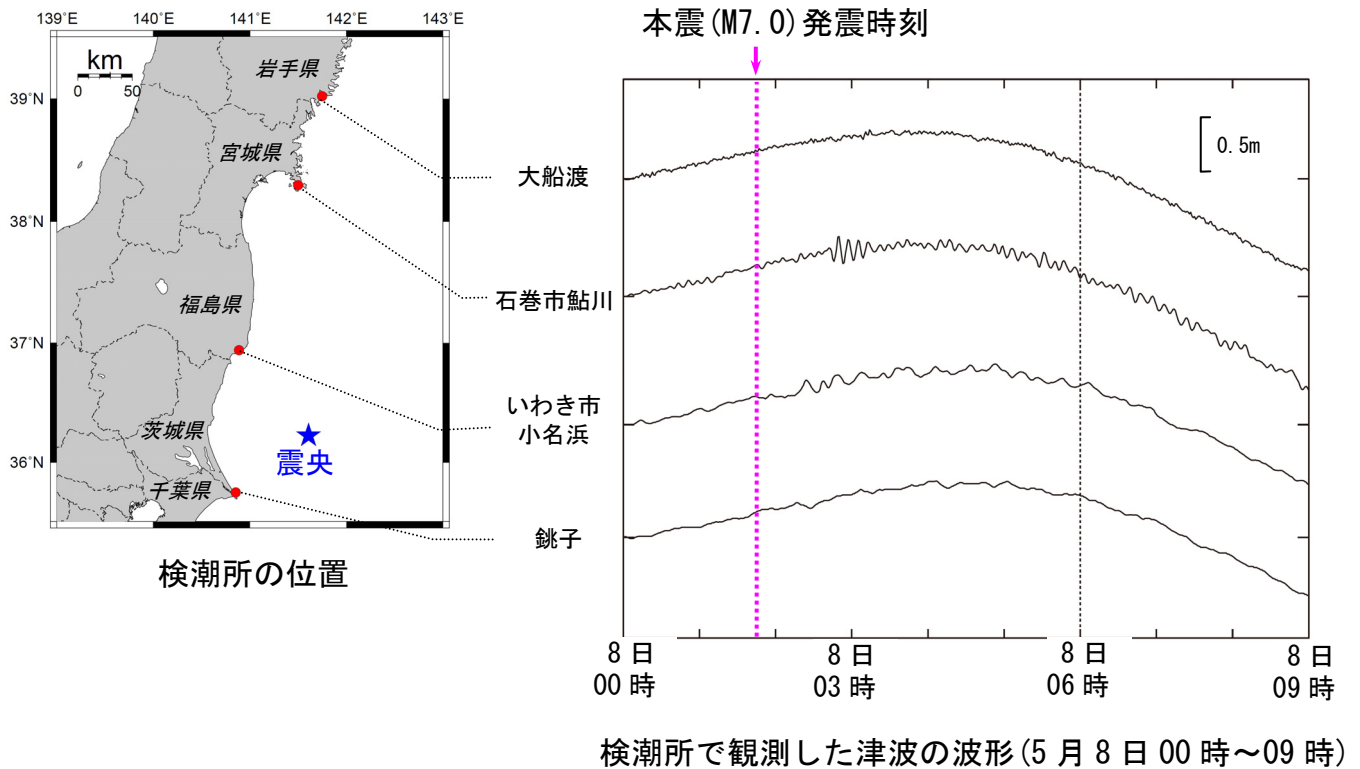 139°E 140°E 141°E 142°E 143°E
km
0 50
39°N
38°N
37°N
36°N
岩手県
宮城県
福島県
茨城県
千葉県
震央
検潮所の位置
大船渡
石巻市鮎川
いわき市
小名浜
銚子
本震(M7.0)発震時刻
0.5m
8日 8日 8日 8日
00時 03時 06時 09時
検潮所で観測した津波の波形(5月8日00時～09時)